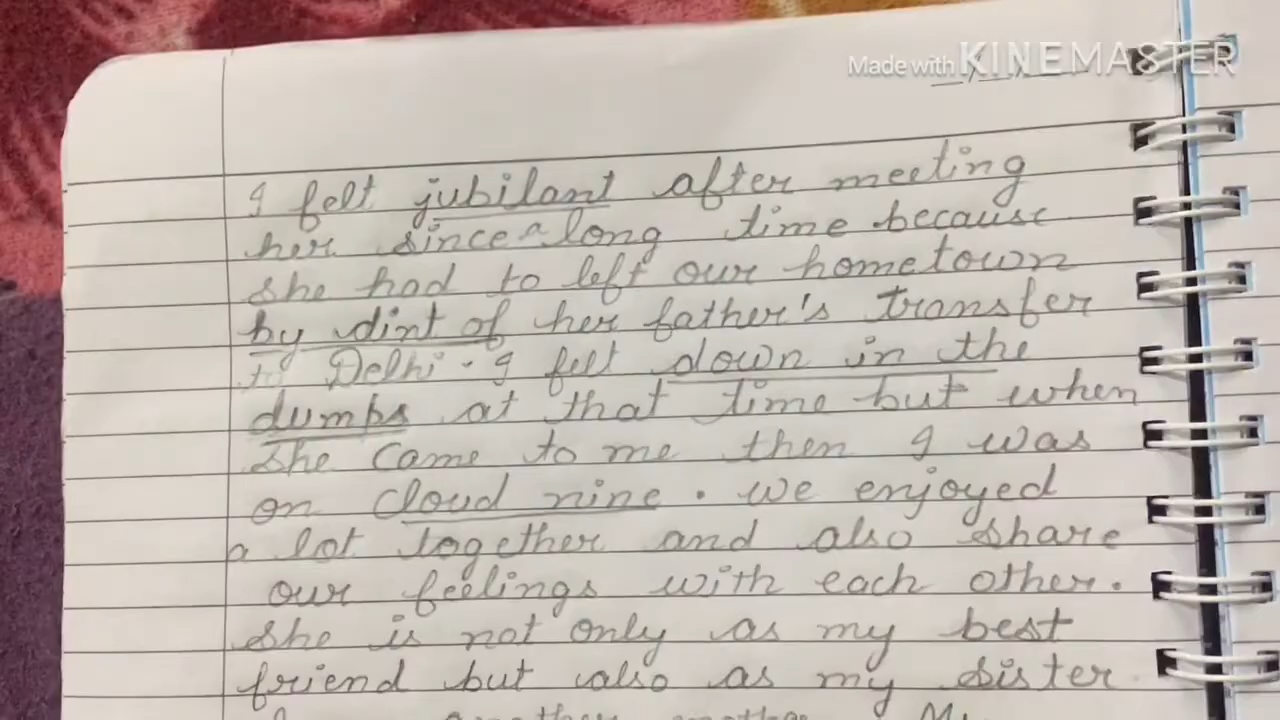 Made with KINEMASTER
I felt jubilant after meeting
her since a long time because
she had to left our hometown
by dint of her father's transfer
to Delhi. I felt down in the
dumps at that time but when
she came to me then I was
on cloud nine. We enjoyed
a lot together and also share
our feelings with each other.
She is not only as my best
friend but also as my sister.